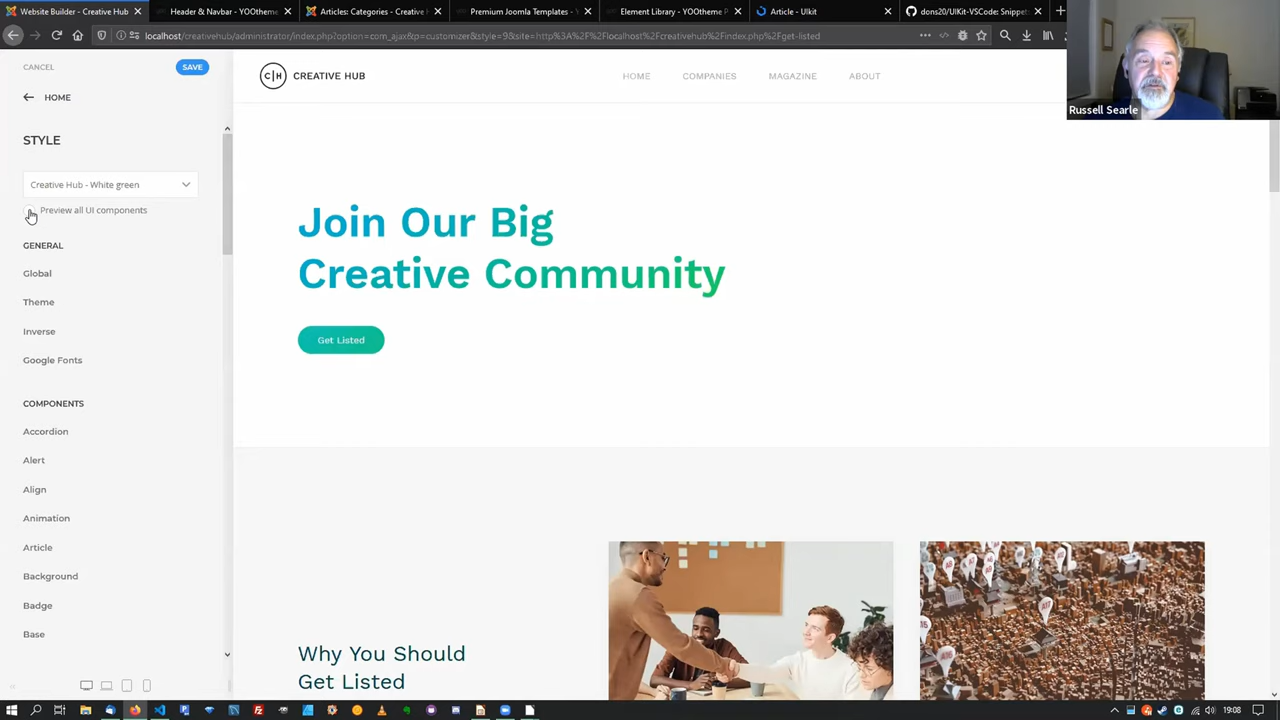 Website Builder - Creative Hub
Header & Navbar - YOOtheme
Articles: Categories - Creative
Premium Joomla Templates - Y
Element Library - YOOtheme P
Article - UIkit
dons20/UIKit-VSCode: Snippets
localhost/creativehub/administrator/index.php?option=com_ajax&p=customizer&style=9&site=http%3A%2F%2Flocalhost%2Fcreativehub%2Findex.php%2Fget-listed
Russell Searle
CANCEL
SAVE
HOME
STYLE
Creative Hub - White green
Preview all UI components
GENERAL
Global
Theme
Inverse
Google Fonts
COMPONENTS
Accordion
Alert
Align
Animation
Article
Background
Badge
Base
C|H CREATIVE HUB
HOME
COMPANIES
MAGAZINE
ABOUT
Join Our Big
Creative Community
Get Listed
Why You Should
Get Listed
A17
19:08